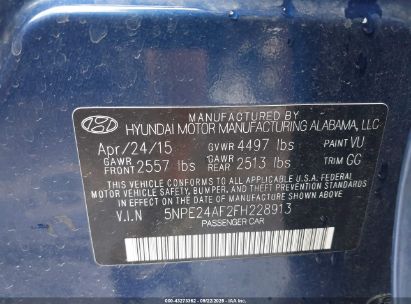 MANUFACTURED BY
HYUNDAI MOTOR MANUFACTURING ALABAMA, LLC
Apr/24/15 GVWR 4497 lbs PAINT VU
GAWR FRONT 2557 lbs GAWR REAR 2513 lbs TRIM GG
THIS VEHICLE CONFORMS TO ALL APPLICABLE U.S.A. FEDERAL
MOTOR VEHICLE SAFETY, BUMPER, AND THEFT PREVENTION
STANDARDS IN EFFECT ON THE DATE OF MANUFACTURE SHOWN ABOVE.
V.I.N 5NPE24AF2FH228913
PASSENGER CAR